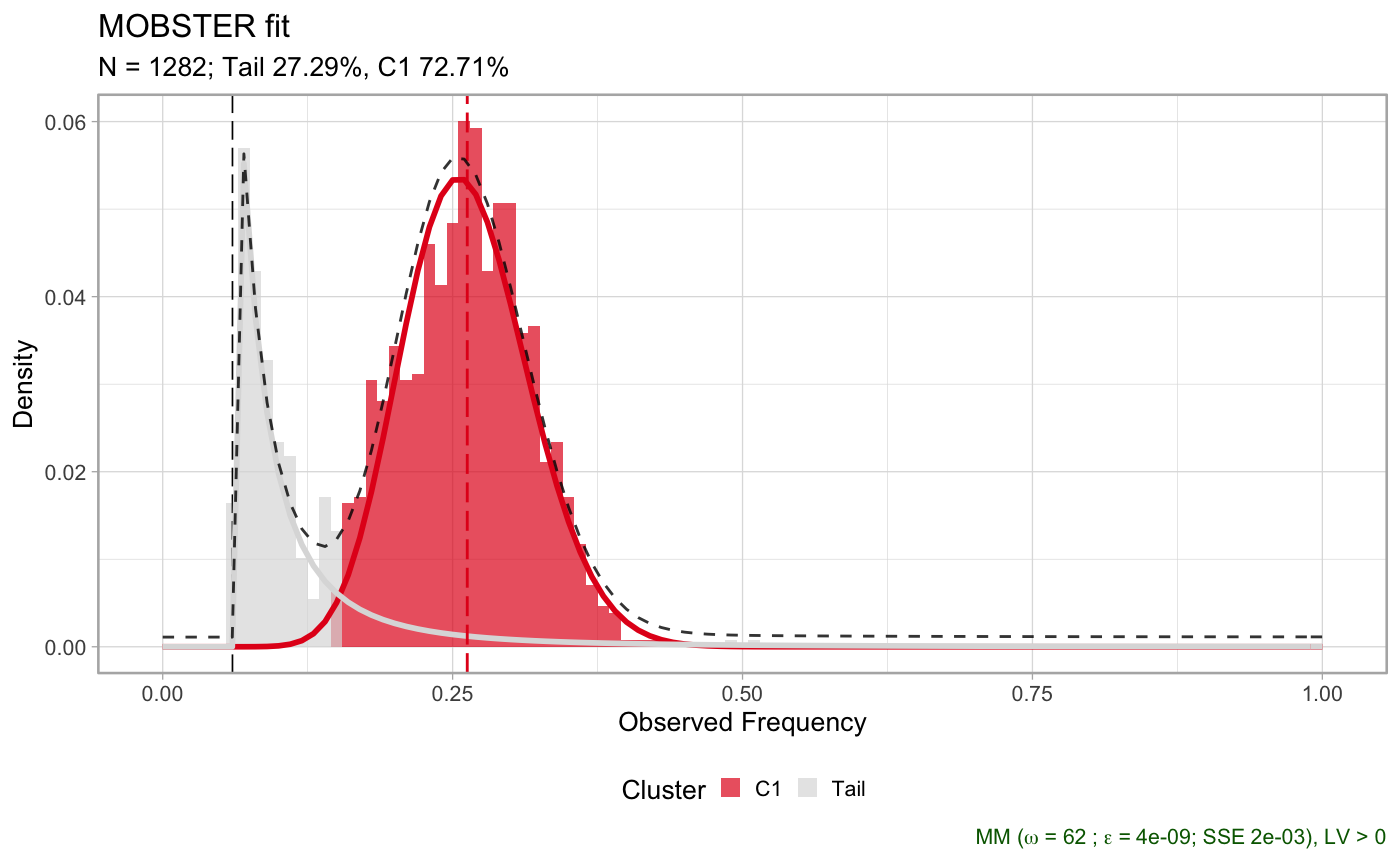 MOBSTER fit
N = 1282; Tail 27.29%, C1 72.71%
0.06
0.04
0.02
0.00
Density
0.00 0.25 0.50 0.75 1.00
Observed Frequency
Cluster C1 Tail
MM (ω = 62 ; ε = 4e-09; SSE 2e-03), LV > 0